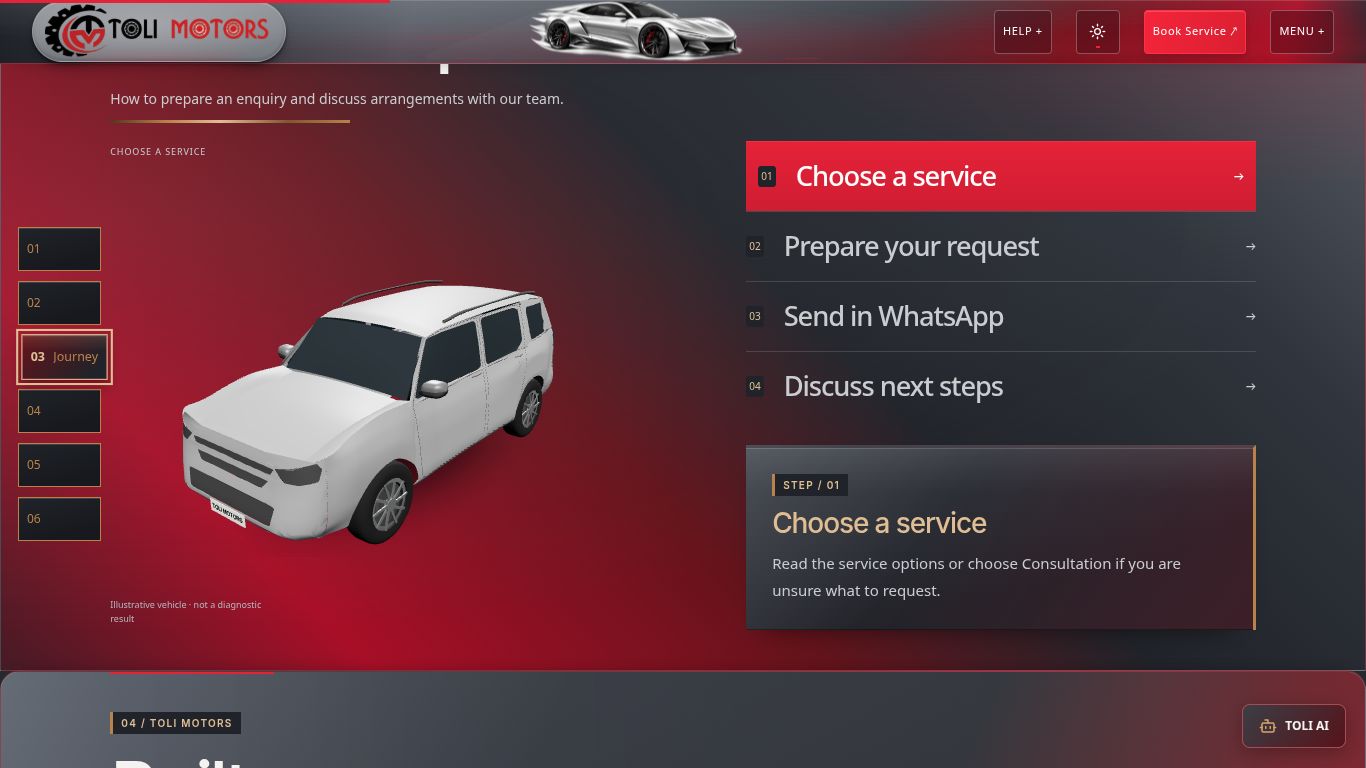 TOLI MOTORS
HELP +
Book Service ↗
MENU +
How to prepare an enquiry and discuss arrangements with our team.
CHOOSE A SERVICE
01
02
03 Journey
04
05
06
TOLI MOTORS
Illustrative vehicle · not a diagnostic
result
01 Choose a service →
02 Prepare your request →
03 Send in WhatsApp →
04 Discuss next steps →
STEP / 01
Choose a service
Read the service options or choose Consultation if you are
unsure what to request.
04 / TOLI MOTORS
TOLI AI